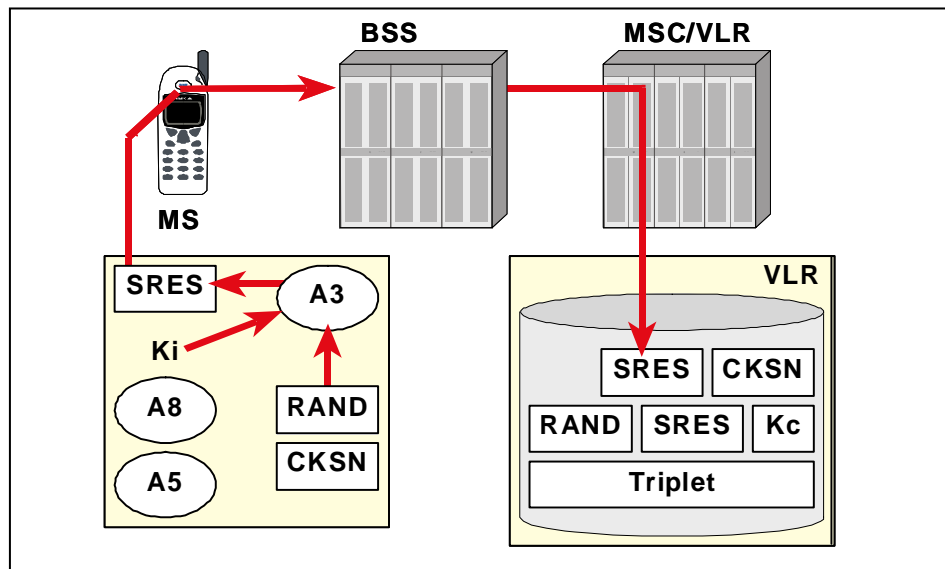 BSS
MSC/VLR
MS
SRES
A3
Ki
A8
RAND
A5
CKSN
VLR
SRES
CKSN
RAND
SRES
Kc
Triplet